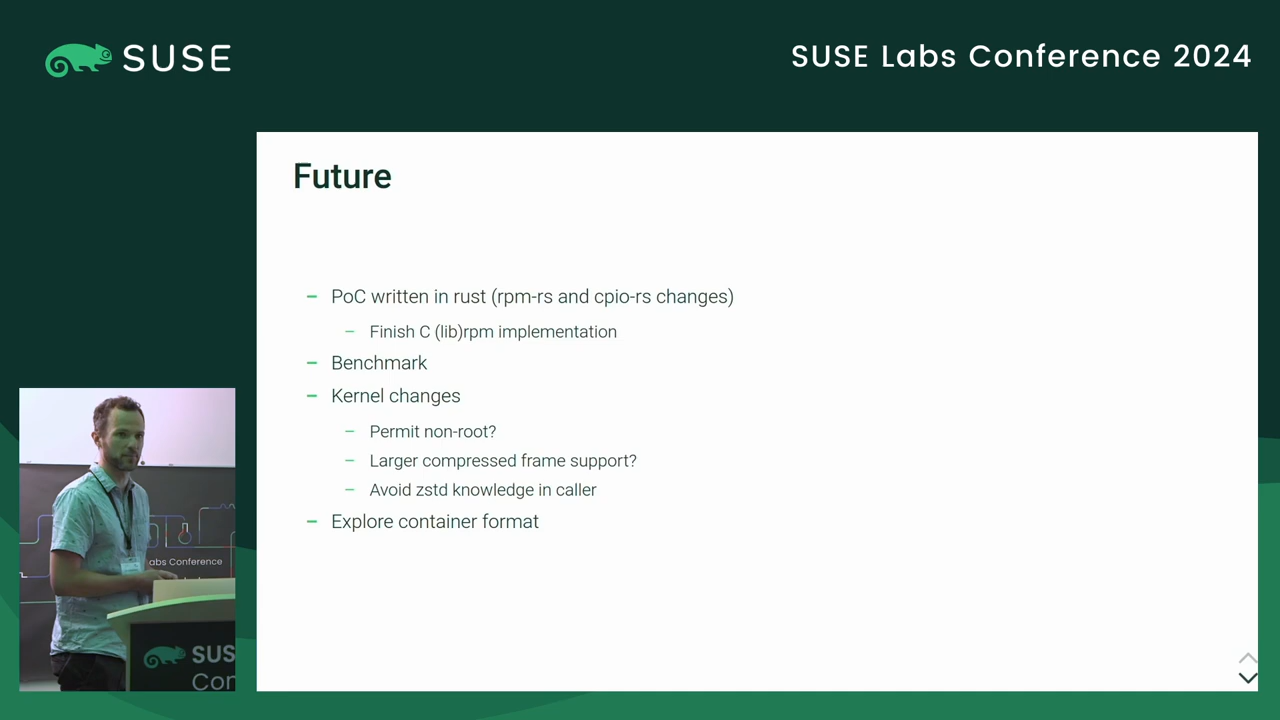 SUSE
SUSE Labs Conference 2024
Future
– PoC written in rust (rpm-rs and cpio-rs changes)
– Finish C (lib)rpm implementation
– Benchmark
– Kernel changes
– Permit non-root?
– Larger compressed frame support?
– Avoid zstd knowledge in caller
– Explore container format
abs Conference
SUS
Con